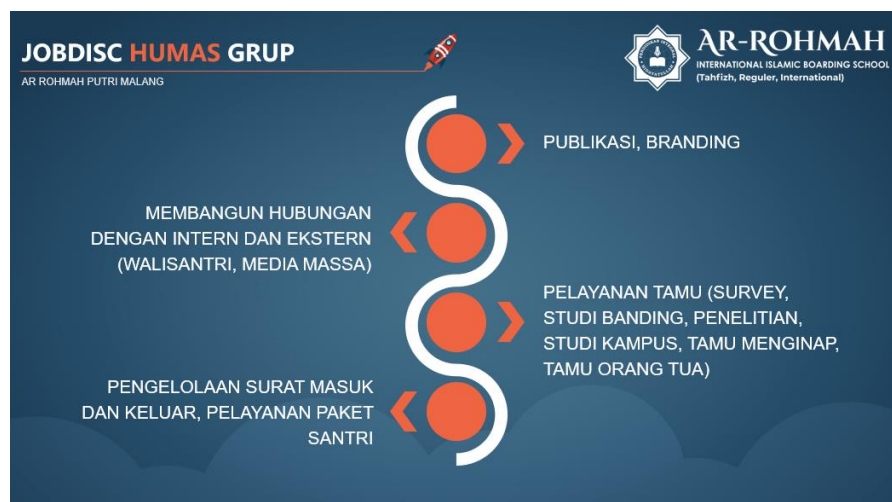 JOBDISC HUMAS GRUP
AR ROHMAH PUTRI MALANG
AR-ROHMAH
INTERNATIONAL ISLAMIC BOARDING SCHOOL
(Tahfizh, Reguler, International)
PUBLIKASI, BRANDING
MEMBANGUN HUBUNGAN
DENGAN INTERN DAN EKSTERN
(WALISANTRI, MEDIA MASSA)
PELAYANAN TAMU (SURVEY,
STUDI BANDING, PENELITIAN,
STUDI KAMPUS, TAMU MENGINAP,
TAMU ORANG TUA)
PENGELOLAAN SURAT MASUK
DAN KELUAR, PELAYANAN PAKET
SANTRI